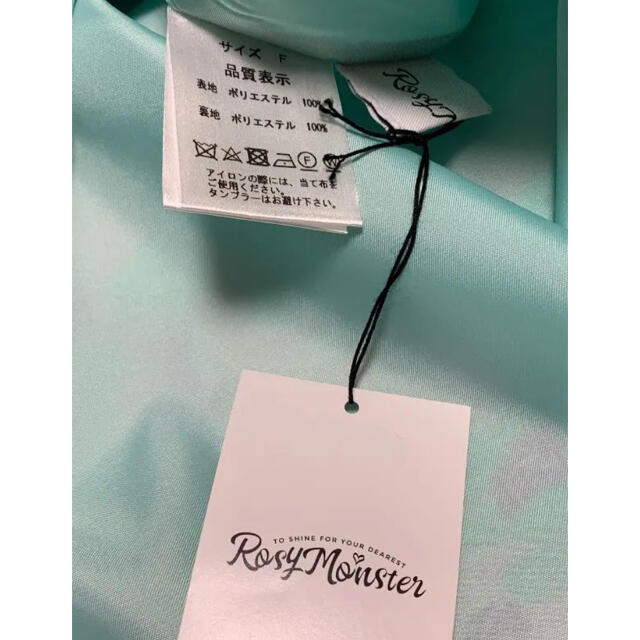 サイズ F
品質表示
表地 ポリエステル 100%
裏地 ポリエステル 100%
アイロンの際には、当て布を
ご使用ください。
タンブラーはお避け下さい。
F
RosyM
TO SHINE FOR YOUR DEAREST
RosyMonster